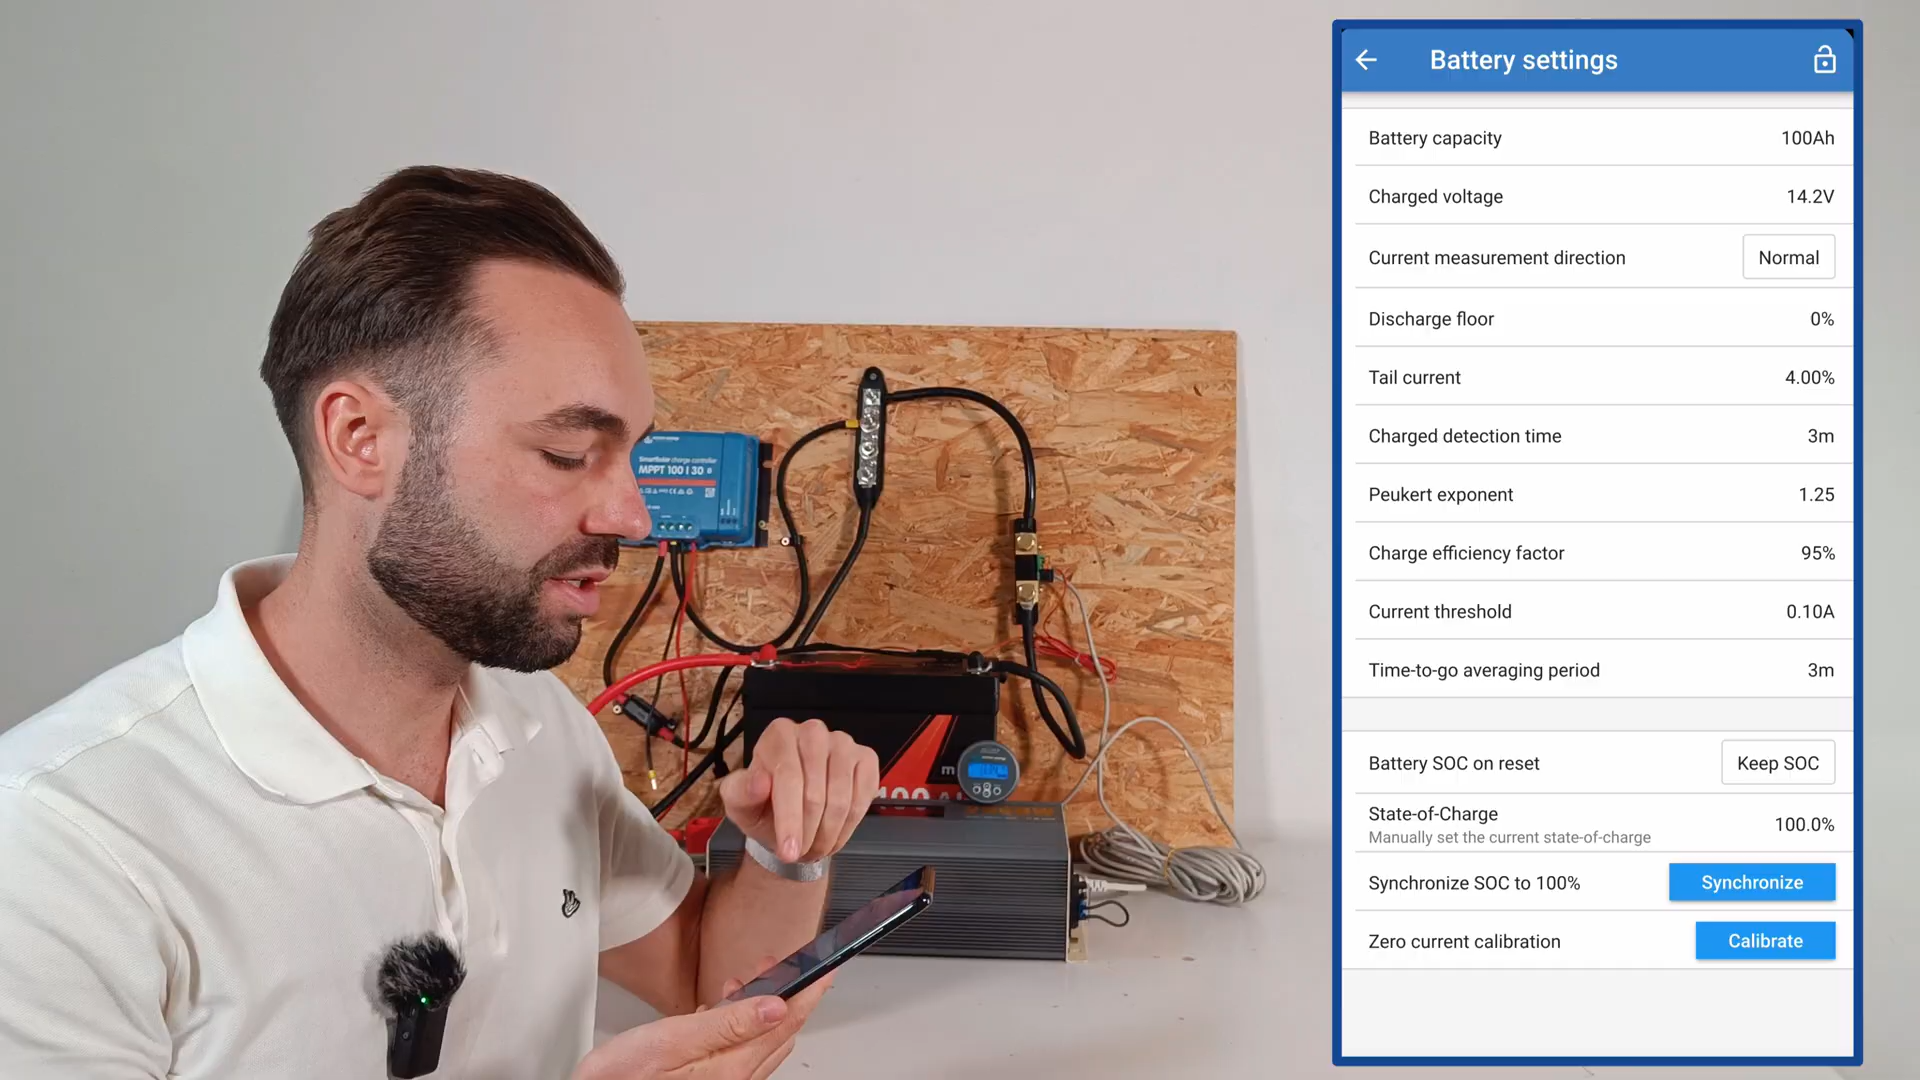 Battery settings
Battery capacity 100Ah
Charged voltage 14.2V
Current measurement direction Normal
Discharge floor 0%
Tail current 4.00%
Charged detection time 3m
Peukert exponent 1.25
Charge efficiency factor 95%
Current threshold 0.10A
Time-to-go averaging period 3m
Battery SOC on reset Keep SOC
State-of-Charge 100.0%
Manually set the current state-of-charge
Synchronize SOC to 100% Synchronize
Zero current calibration Calibrate
SmartSolar charge controller
MPPT 100 | 30